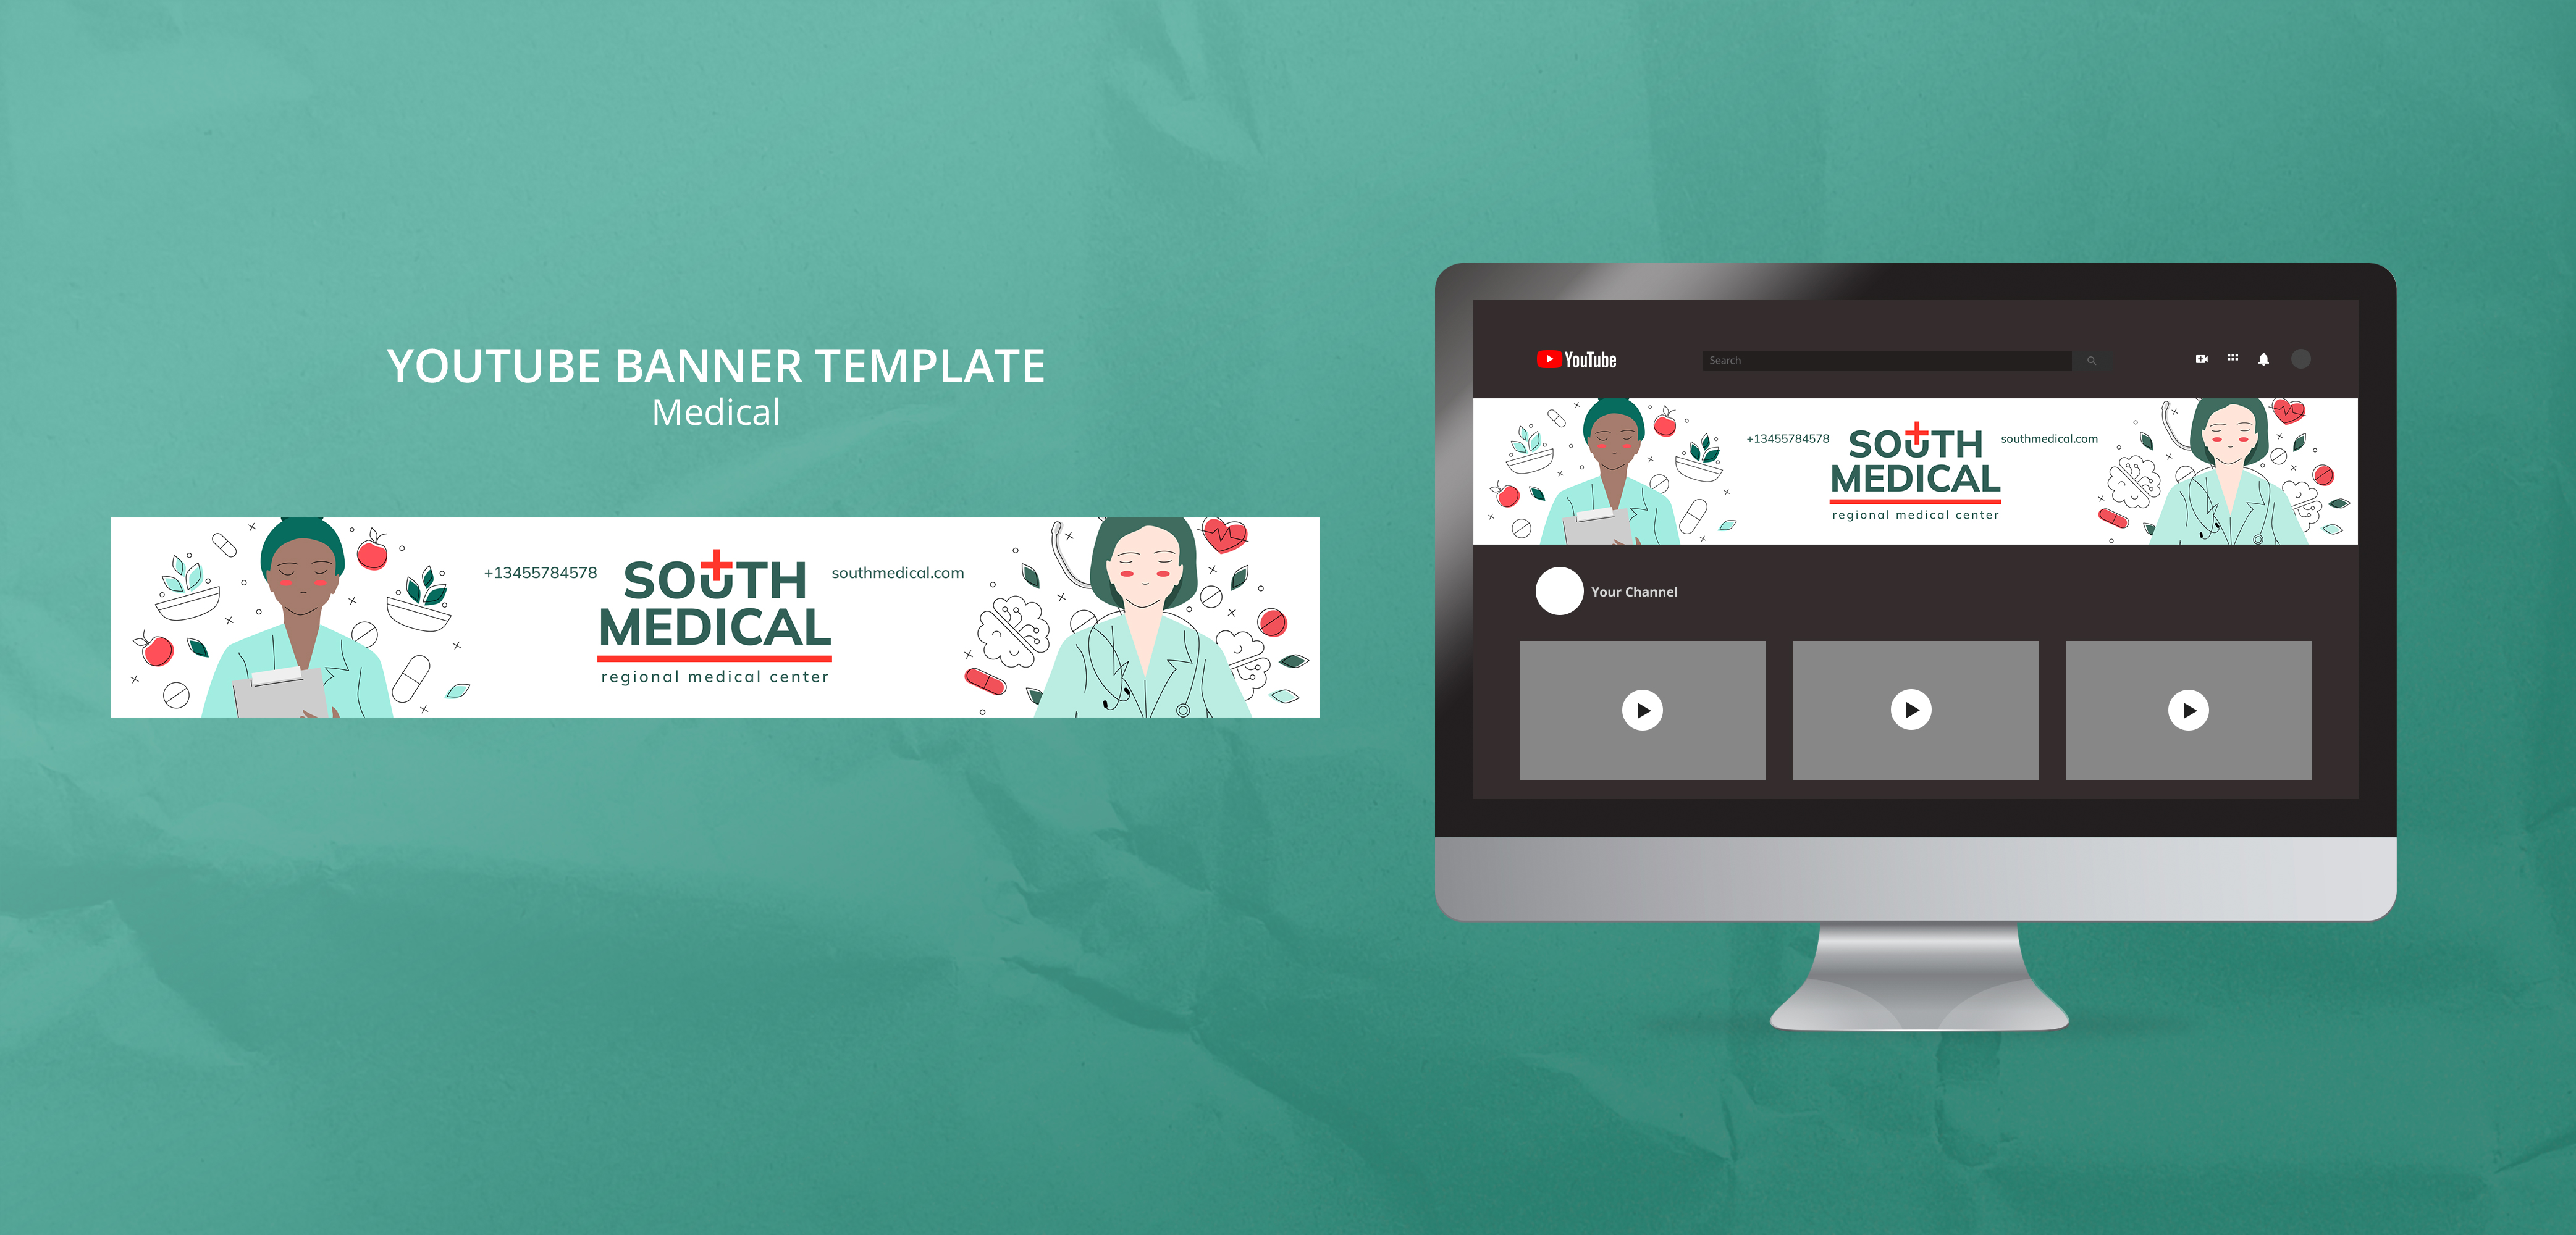 YOUTUBE BANNER TEMPLATE
Medical
+13455784578
SOUTH
MEDICAL
regional medical center
southmedical.com
YouTube
Search
+13455784578
SOUTH
MEDICAL
regional medical center
southmedical.com
Your Channel